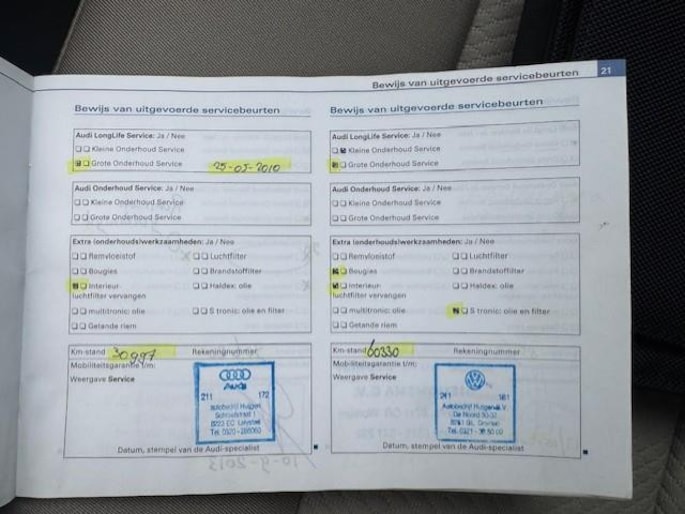 Bewijs van uitgevoerde servicebeurten 21
Bewijs van uitgevoerde servicebeurten
Audi LongLife Service: Ja / Nee
Kleine Onderhoud Service
Grote Onderhoud Service 25-05-2010
Audi Onderhoud Service: Ja / Nee
Kleine Onderhoud Service
Grote Onderhoud Service
Extra (onderhouds)werkzaamheden: Ja / Nee
Remvloeistof Luchtfilter
Bougies Brandstoffilter
Interieur- Haldex: olie
luchtfilter vervangen
multitronic: olie S tronic: olie en filter
Getande riem
Km-stand 30997 Rekeningnummer
Mobiliteitsgarantie t/m:
Weergave Service
Audi
211 172
Datum, stempel van de Audi-specialist
Bewijs van uitgevoerde servicebeurten
Audi LongLife Service: Ja / Nee
Kleine Onderhoud Service
Grote Onderhoud Service
Audi Onderhoud Service: Ja / Nee
Kleine Onderhoud Service
Grote Onderhoud Service
Extra (onderhouds)werkzaamheden: Ja / Nee
Remvloeistof Luchtfilter
Bougies Brandstoffilter
Interieur- Haldex: olie
luchtfilter vervangen
multitronic: olie S tronic: olie en filter
Getande riem
Km-stand 60330 Rekeningnummer
Mobiliteitsgarantie t/m:
Weergave Service
De Noord
Datum, stempel van de Audi-specialist